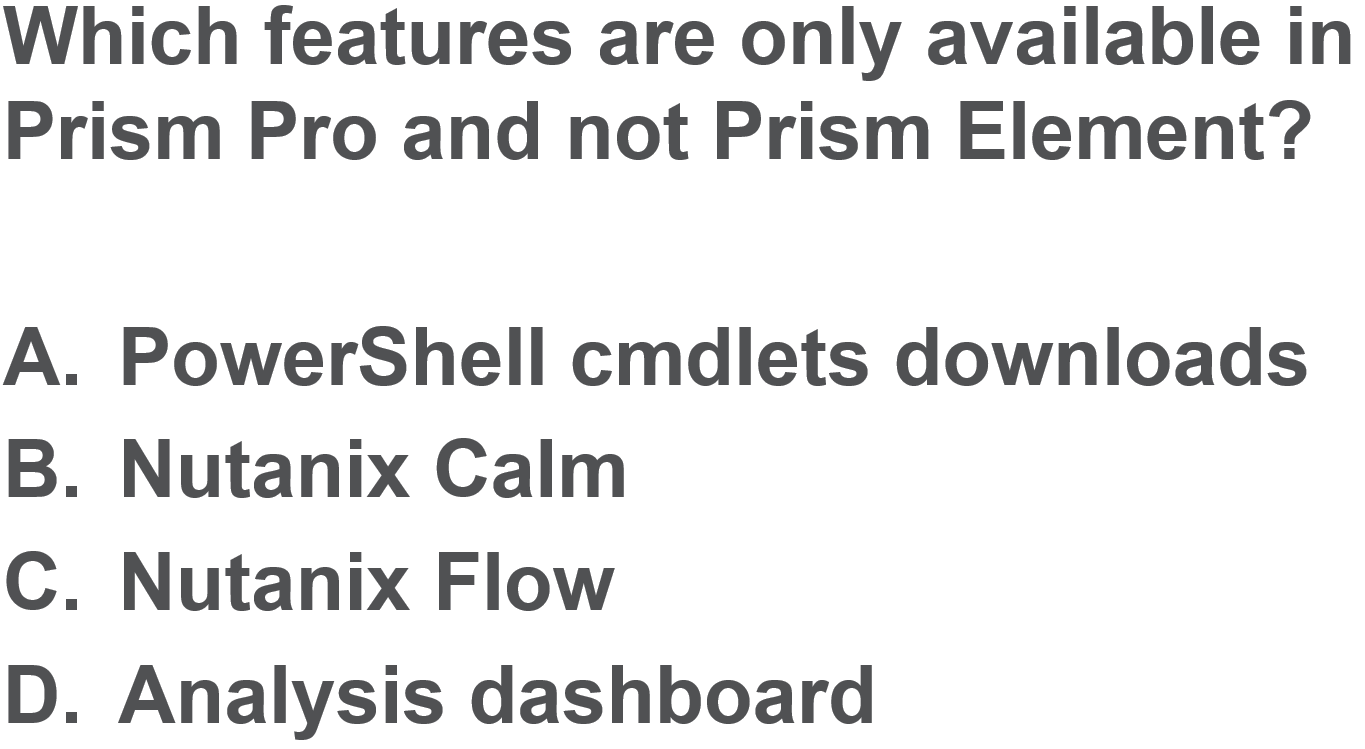 Which features are only available in
Prism Pro and not Prism Element?
A. PowerShell cmdlets downloads
B. Nutanix Calm
C. Nutanix Flow
D. Analysis dashboard